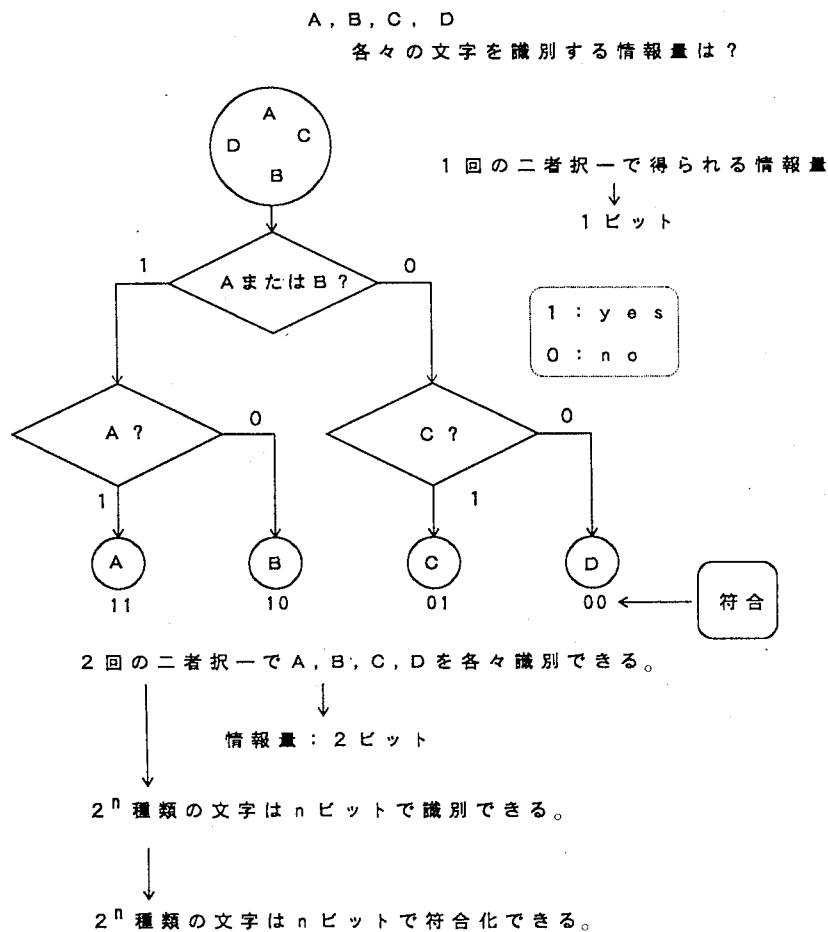 A, B, C, D
各々の文字を識別する情報量は?
A
D
C
B
1回の二者択一で得られる情報量
↓
1ビット
1
AまたはB?
0
1:yes
0:no
A?
0
C?
0
1
1
A
B
C
D
11
10
01
00
←
符合
2回の二者択一でA,B,C,Dを各々識別できる。
情報量:2ビット
2ⁿ種類の文字はnビットで識別できる。
2ⁿ種類の文字はnビットで符合化できる。